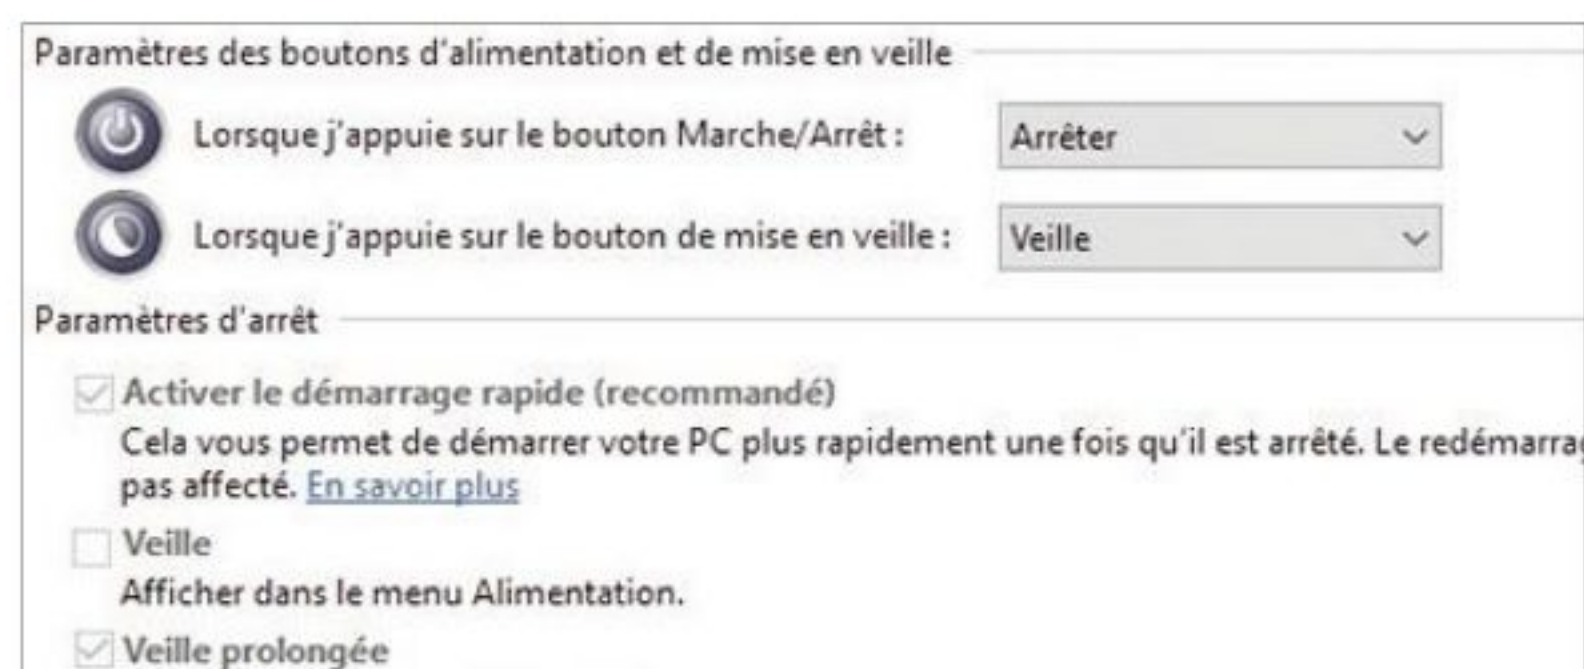 Paramètres des boutons d'alimentation et de mise en veille
Lorsque j'appuie sur le bouton Marche/Arrêt : Arrêter
Lorsque j'appuie sur le bouton de mise en veille : Veille
Paramètres d'arrêt
Activer le démarrage rapide (recommandé)
Cela vous permet de démarrer votre PC plus rapidement une fois qu'il est arrêté. Le
pas affecté. En savoir plus
Veille
Afficher dans le menu Alimentation.
Veille prolongée